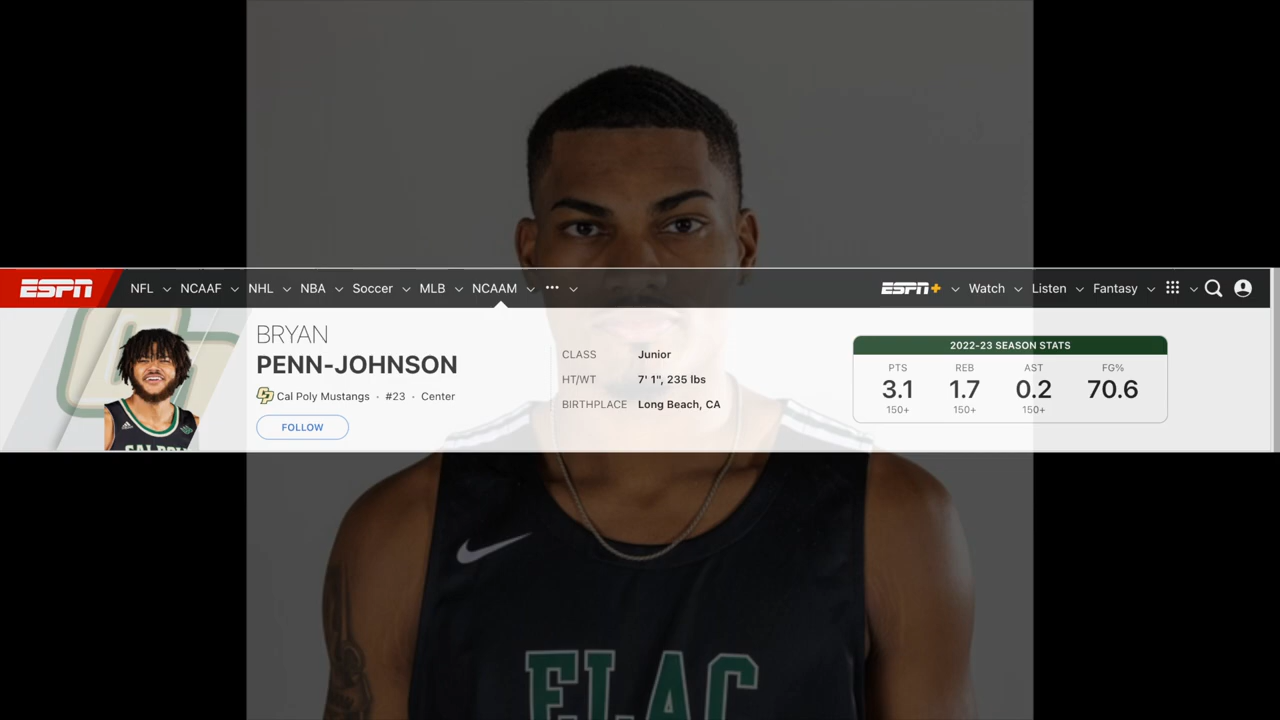 ESPN NFL NCAAF NHL NBA Soccer MLB NCAAM ••• ESPN+ Watch Listen Fantasy
BRYAN
PENN-JOHNSON
Cal Poly Mustangs · #23 · Center
FOLLOW
CLASS Junior
HT/WT 7' 1", 235 lbs
BIRTHPLACE Long Beach, CA
2022-23 SEASON STATS
PTS REB AST FG%
3.1 1.7 0.2 70.6
150+ 150+ 150+
CAL POLY
ELAC